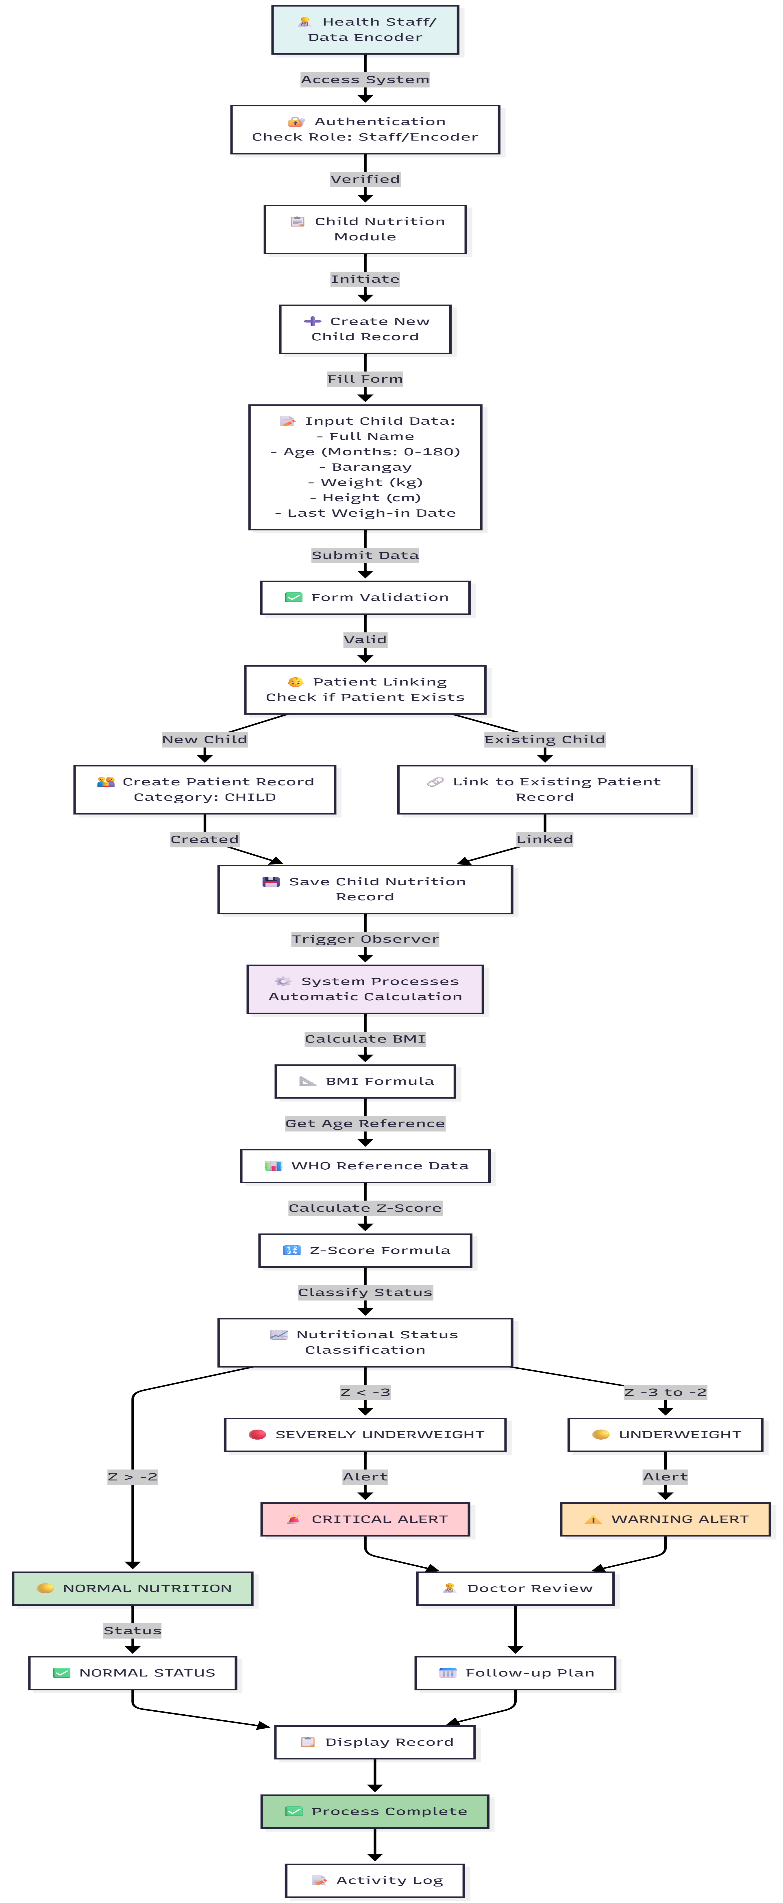 Health Staff/
Data Encoder
Access System
Authentication
Check Role: Staff/Encoder
Verified
Child Nutrition
Module
Initiate
Create New
Child Record
Fill Form
Input Child Data:
- Full Name
- Age (Months: 0-180)
- Barangay
- Weight (kg)
- Height (cm)
- Last Weigh-in Date
Submit Data
Form Validation
Valid
Patient Linking
Check if Patient Exists
New Child
Existing Child
Create Patient Record
Category: CHILD
Link to Existing Patient
Record
Created
Linked
Save Child Nutrition
Record
Trigger Observer
System Processes
Automatic Calculation
Calculate BMI
BMI Formula
Get Age Reference
WHO Reference Data
Calculate Z-Score
Z-Score Formula
Classify Status
Nutritional Status
Classification
Z < -3
Z -3 to -2
SEVERELY UNDERWEIGHT
UNDERWEIGHT
Z > -2
Alert
Alert
CRITICAL ALERT
WARNING ALERT
NORMAL NUTRITION
Doctor Review
Status
NORMAL STATUS
Follow-up Plan
Display Record
Process Complete
Activity Log